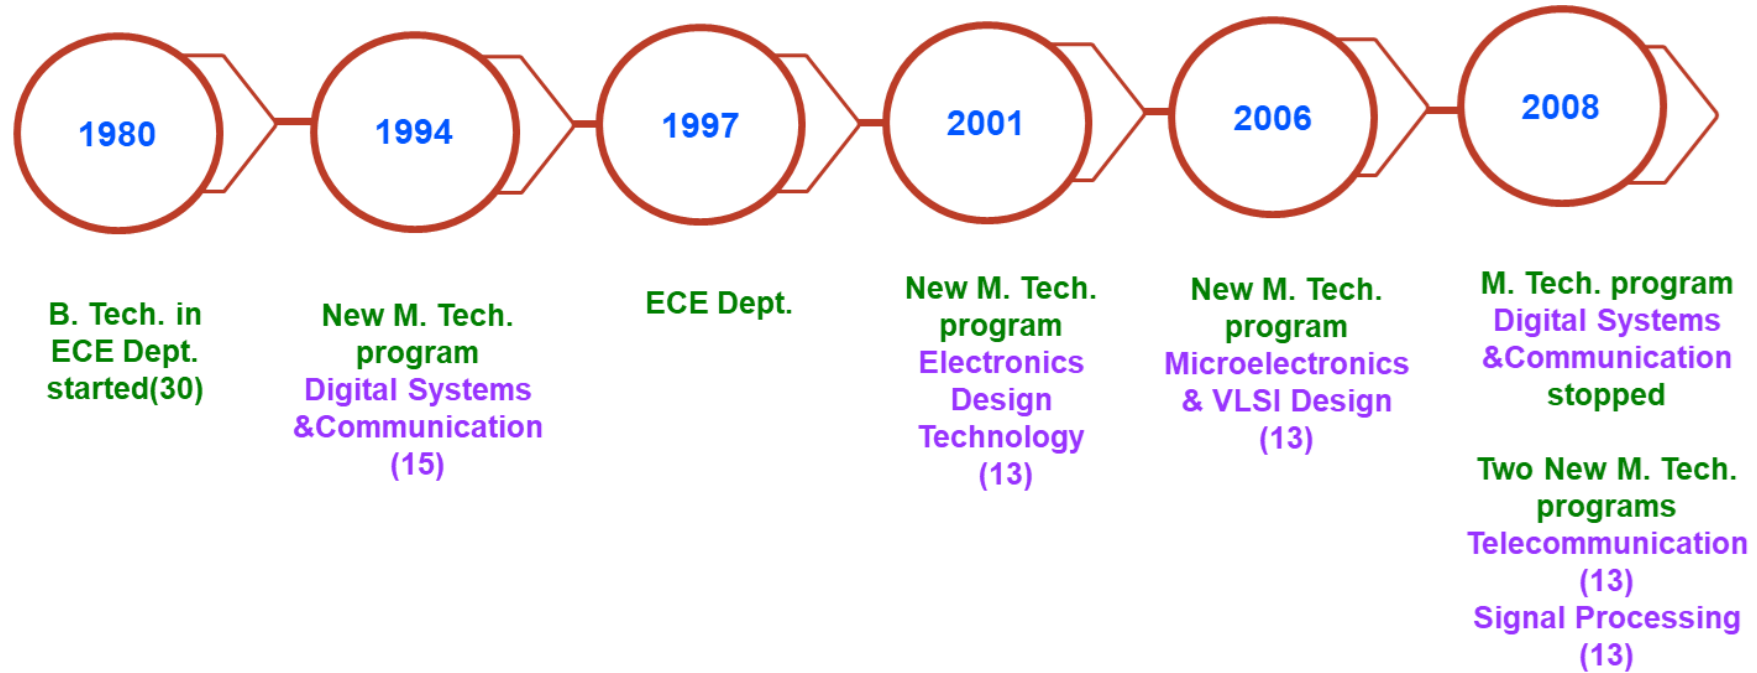 1980
B. Tech. in
ECE Dept.
started(30)
1994
New M. Tech.
program
Digital Systems
&Communication
(15)
1997
ECE Dept.
2001
New M. Tech.
program
Electronics
Design
Technology
(13)
2006
New M. Tech.
program
Microelectronics
& VLSI Design
(13)
2008
M. Tech. program
Digital Systems
&Communication
stopped
Two New M. Tech.
programs
Telecommunication
(13)
Signal Processing
(13)